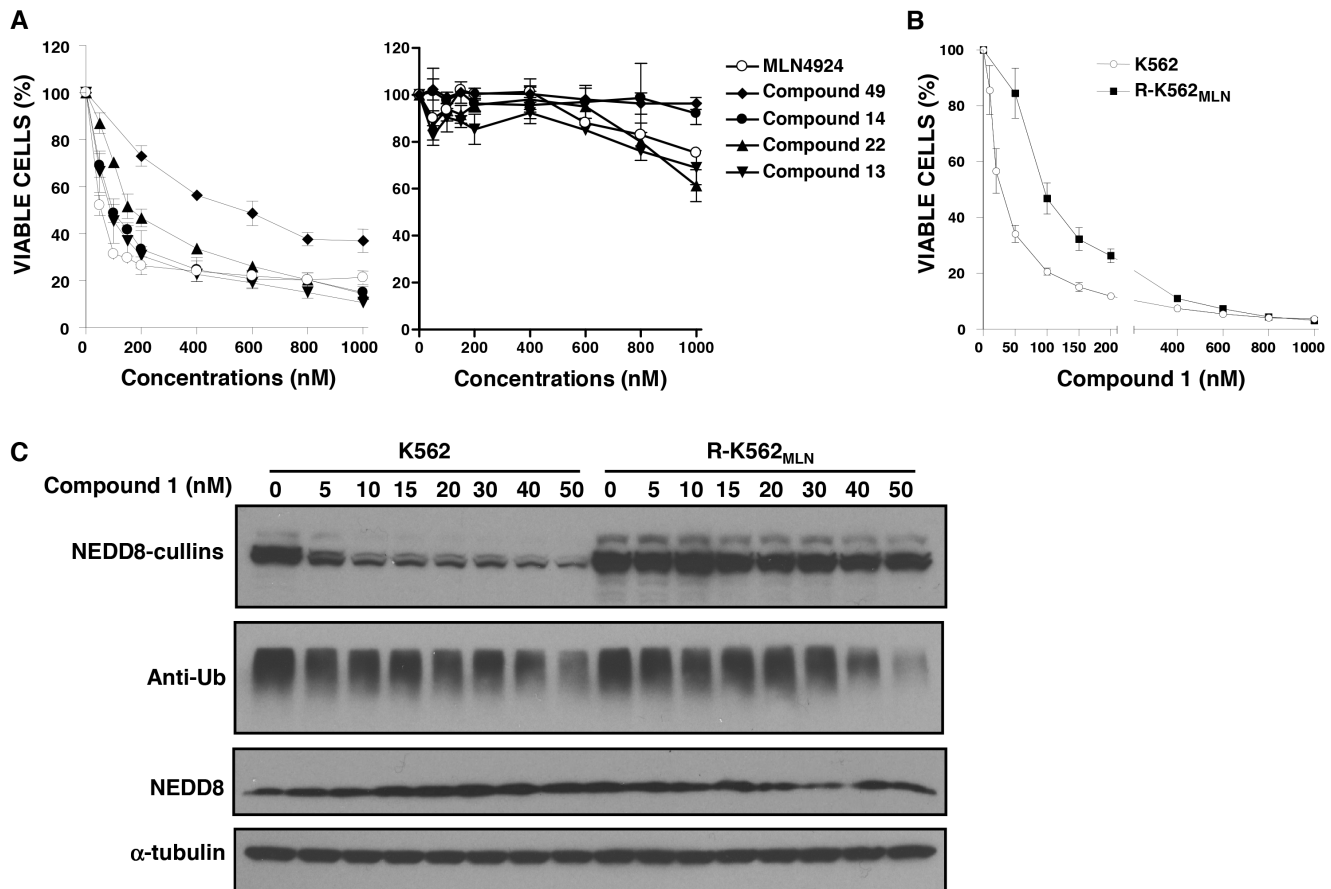 A
B
VIABLE CELLS (%)
120
100
80
60
40
20
0
0 200 400 600 800 1000
Concentrations (nM)
120
100
80
60
40
20
0
0 200 400 600 800 1000
Concentrations (nM)
MLN4924
Compound 49
Compound 14
Compound 22
Compound 13
VIABLE CELLS (%)
100
80
60
40
20
0
0 50 100 150 200 400 600 800 1000
Compound 1 (nM)
K562
R-K562MLN
C
K562 R-K562MLN
Compound 1 (nM) 0 5 10 15 20 30 40 50 0 5 10 15 20 30 40 50
NEDD8-cullins
Anti-Ub
NEDD8
α-tubulin